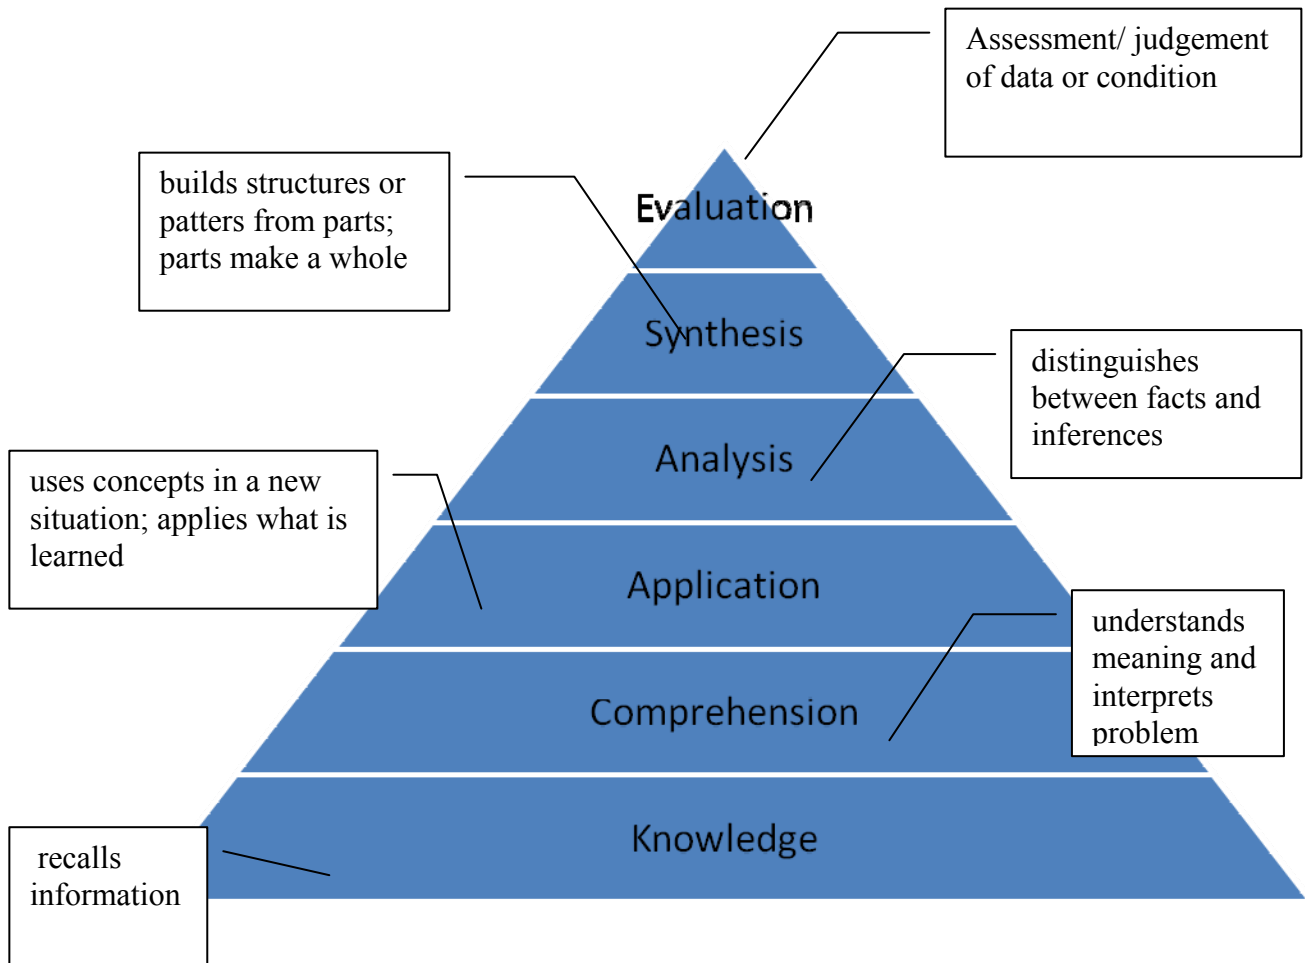 Assessment/ judgement
of data or condition
builds structures or
patters from parts;
parts make a whole
Evaluation
Synthesis
distinguishes
between facts and
inferences
Analysis
uses concepts in a new
situation; applies what is
learned
Application
understands
meaning and
interprets
problem
Comprehension
Knowledge
recalls
information